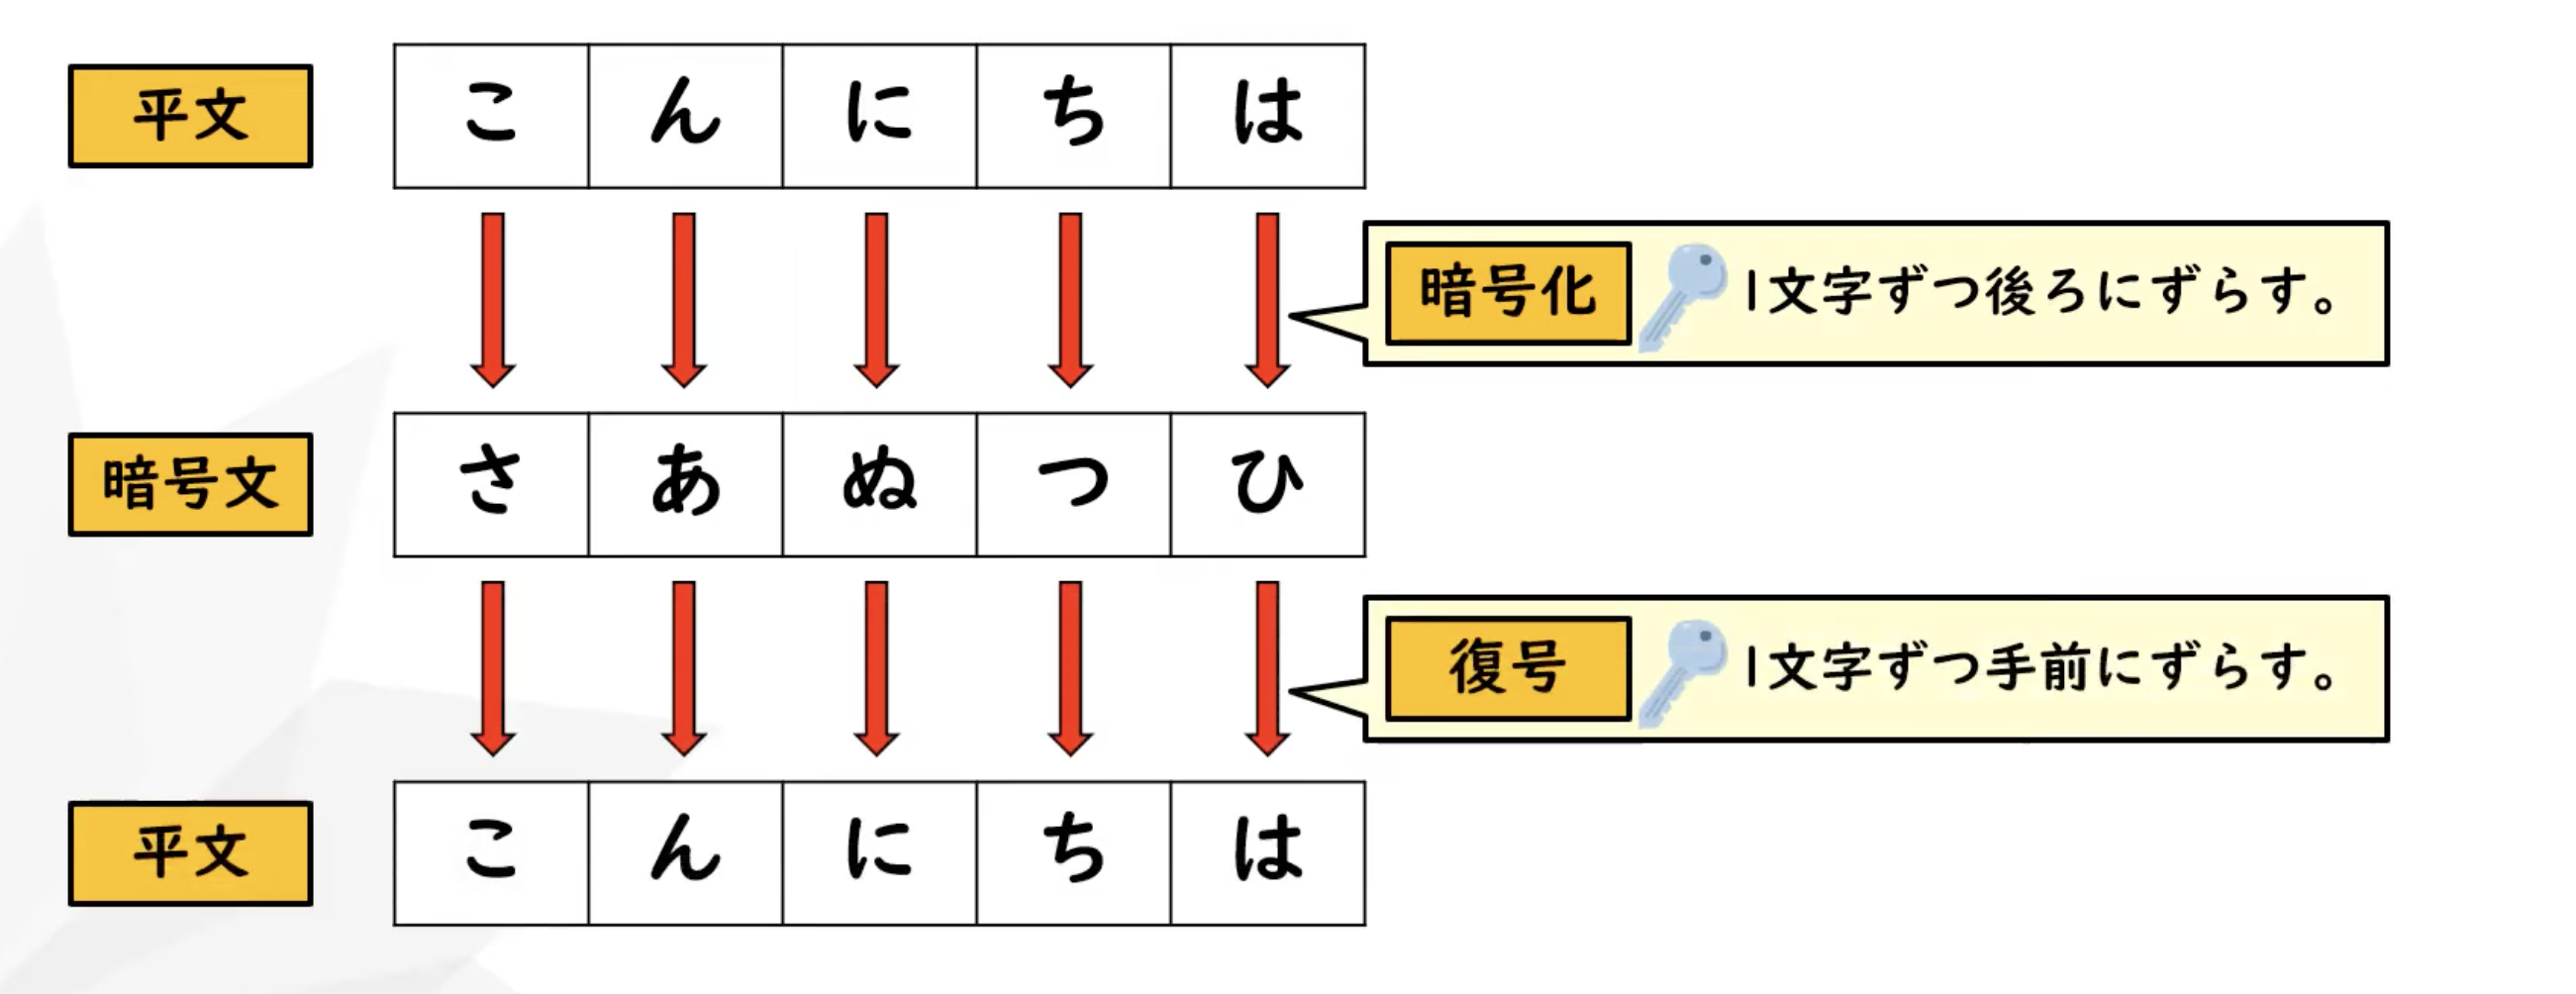 平文 こ ん に ち は
暗号化 1文字ずつ後ろにずらす。
暗号文 さ あ ぬ つ ひ
復号 1文字ずつ手前にずらす。
平文 こ ん に ち は